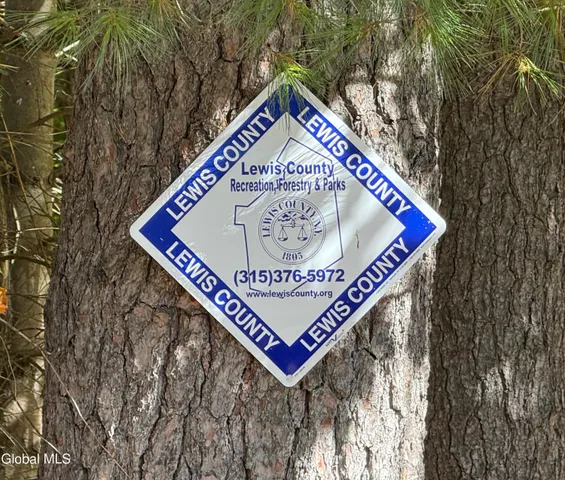 LEWIS COUNTY
LEWIS COUNTY
Lewis County
Recreation, Forestry & Parks
LEWIS COUNTY N.Y.
1805
(315)376-5972
www.lewiscounty.org
LEWIS COUNTY
LEWIS COUNTY
Global MLS